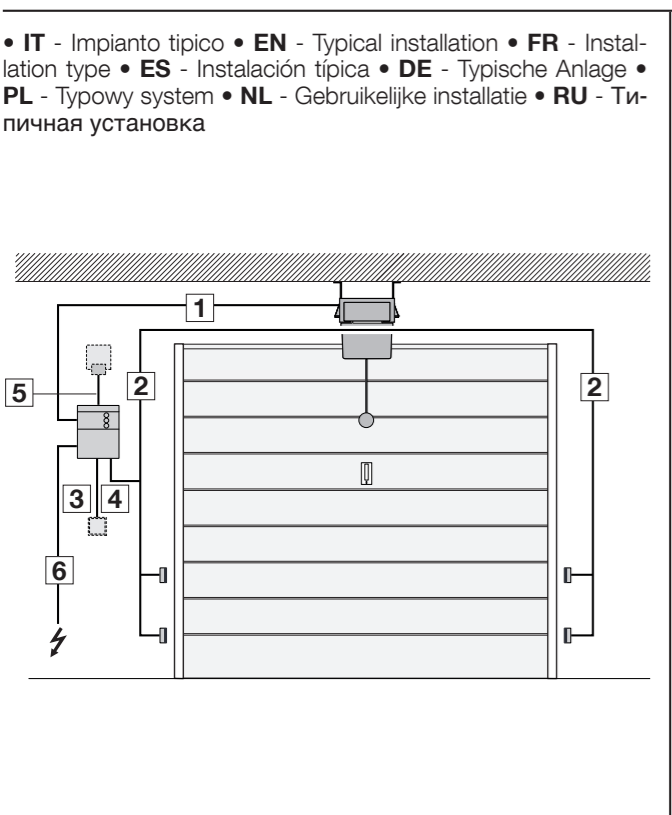 • IT - Impianto tipico • EN - Typical installation • FR - Instal-
lation type • ES - Instalación típica • DE - Typische Anlage •
PL - Typowy system • NL - Gebruikelijke installatie • RU - Ти-
пичная установка
1
5
2
2
3
4
6